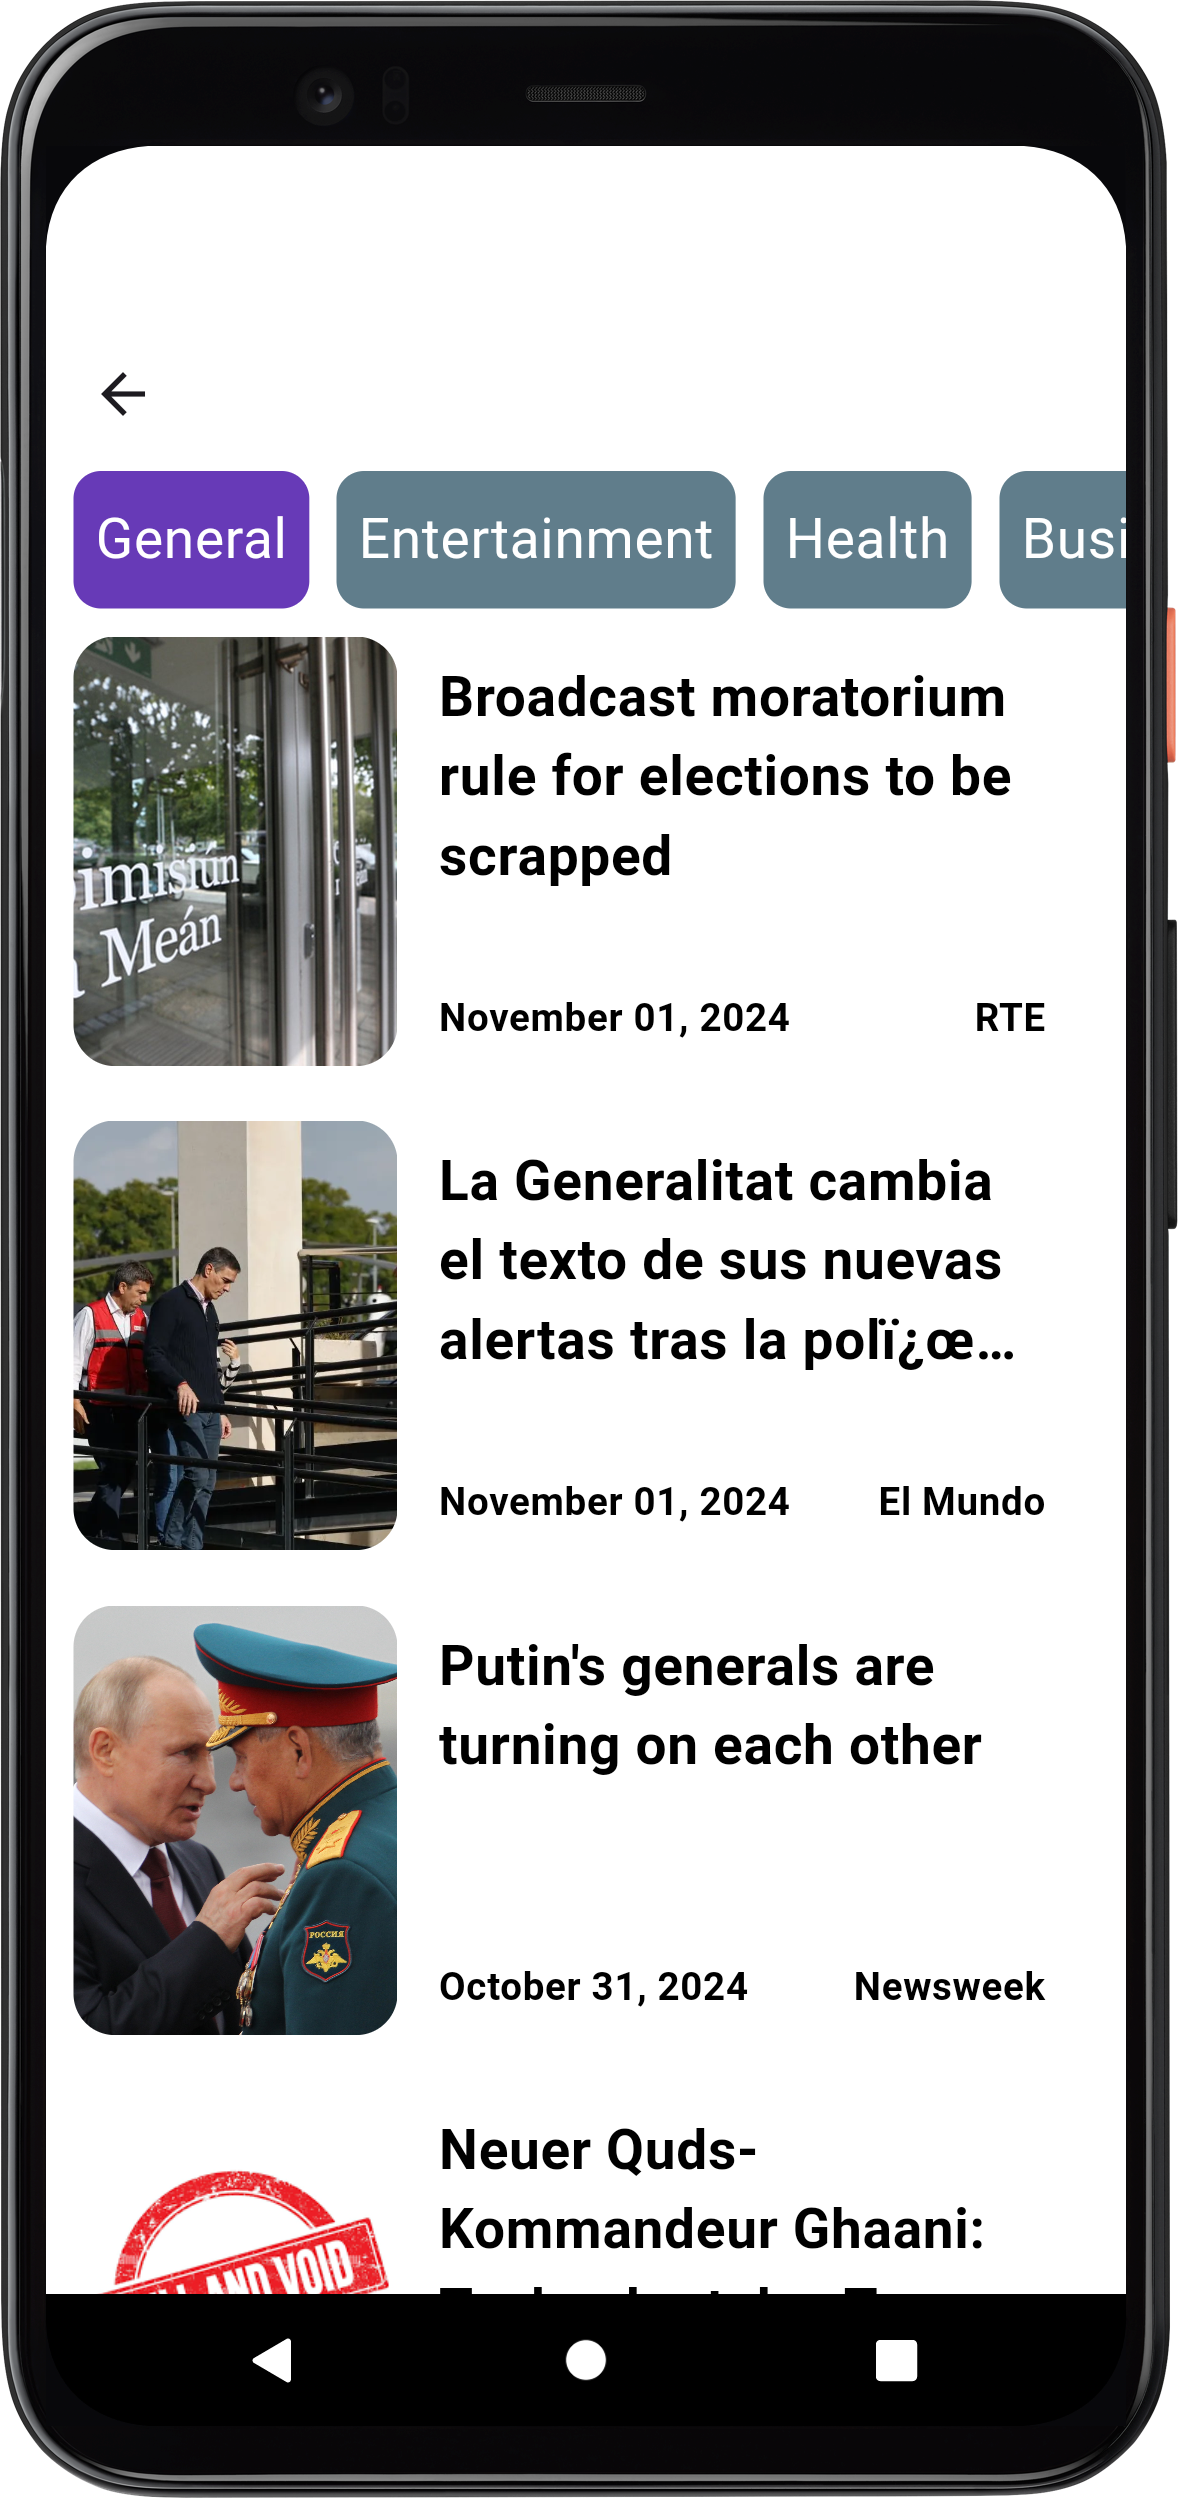 General
Entertainment
Health
Busi
Broadcast moratorium
rule for elections to be
scrapped
imisiún
Meán
November 01, 2024
RTE
La Generalitat cambia
el texto de sus nuevas
alertas tras la polï¿œ…
November 01, 2024
El Mundo
Putin's generals are
turning on each other
РОССИЯ
October 31, 2024
Newsweek
Neuer Quds-
Kommandeur Ghaani:
AND VOID